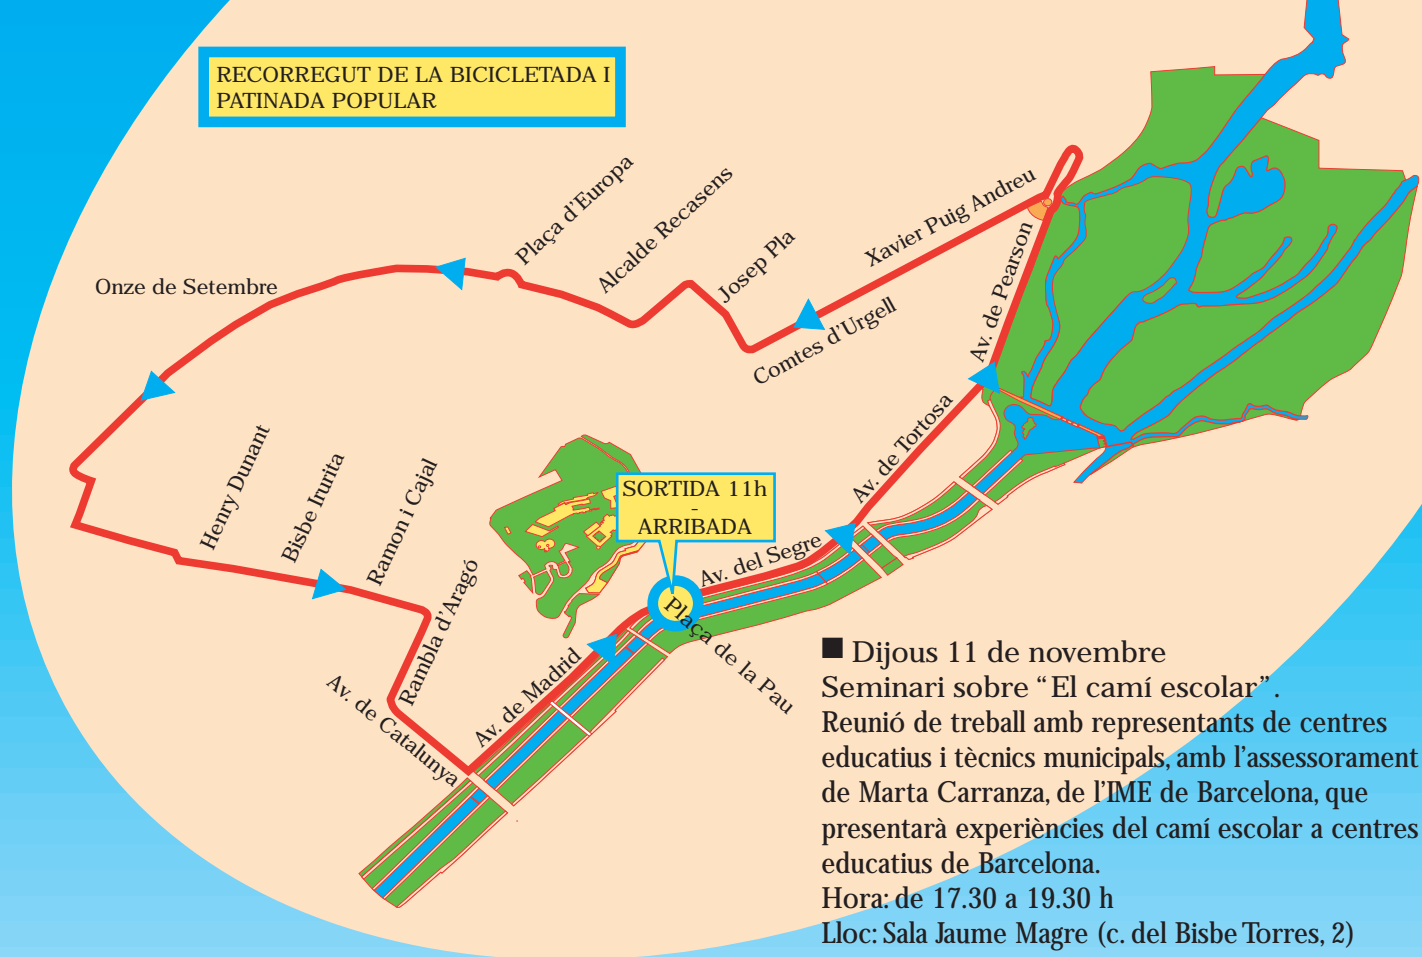 RECORREGUT DE LA BICICLETADA I
PATINADA POPULAR
Plaça d'Europa
Alcalde Recasens
Josep Pla
Xavier Puig Andreu
Onze de Setembre
Comtes d'Urgell
Av. de Pearson
Av. de Tortosa
Henry Dunant
Bisbe Irurita
Ramon i Cajal
Rambla d'Aragó
SORTIDA 11h
-
ARRIBADA
Av. del Segre
Plaça de la Pau
Av. de Madrid
Av. de Catalunya
■ Dijous 11 de novembre
Seminari sobre “El camí escolar”.
Reunió de treball amb representants de centres
educatius i tècnics municipals, amb l'assessorament
de Marta Carranza, de l'IME de Barcelona, que
presentarà experiències del camí escolar a centres
educatius de Barcelona.
Hora: de 17.30 a 19.30 h
Lloc: Sala Jaume Magre (c. del Bisbe Torres, 2)